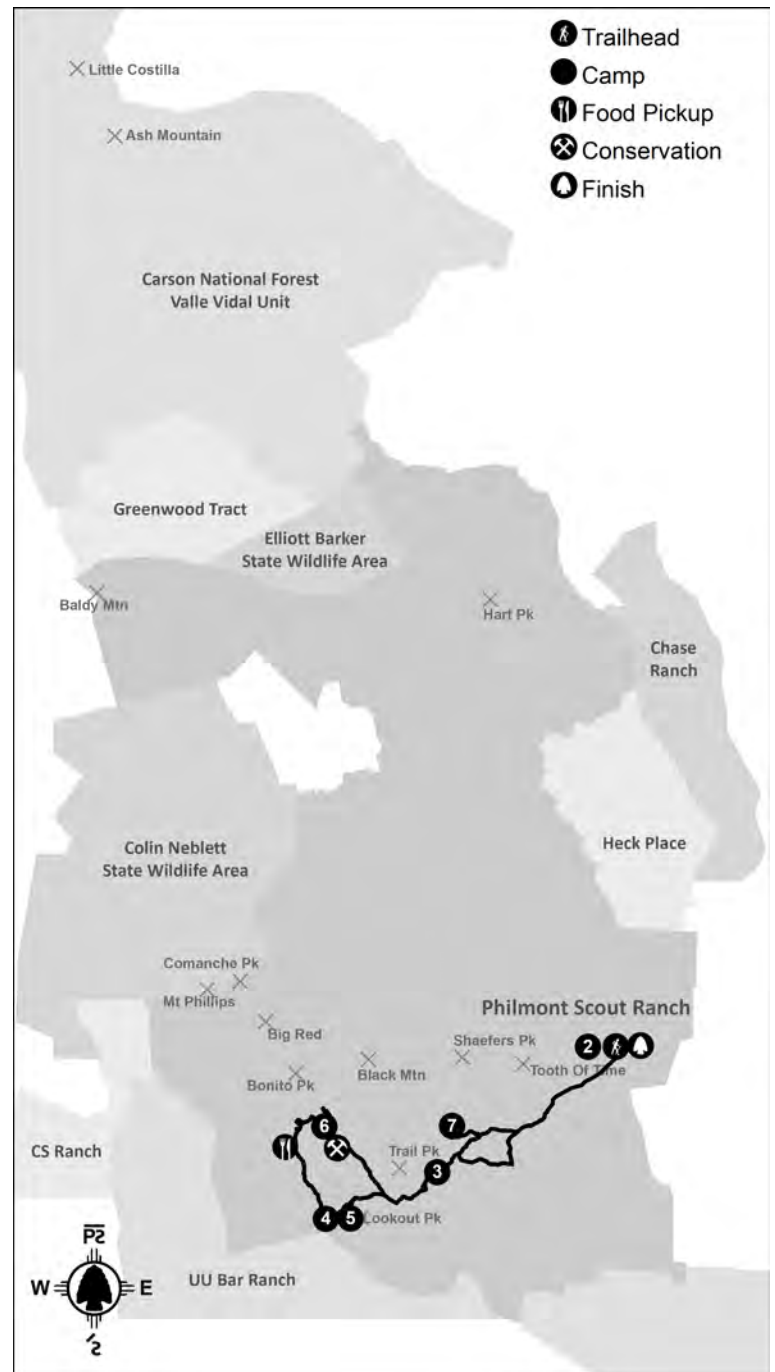 Trailhead
Camp
Food Pickup
Conservation
Finish
Little Costilla
Ash Mountain
Carson National Forest
Valle Vidal Unit
Greenwood Tract
Elliott Barker
State Wildlife Area
Baldy Mtn
Hart Pk
Chase
Ranch
Heck Place
Colin Neblett
State Wildlife Area
Comanche Pk
Mt Phillips
Big Red
Bonito Pk
Black Mtn
Shaefers Pk
Philmont Scout Ranch
Tooth Of Time
2
7
6
Trail Pk
3
CS Ranch
4
5
Lookout Pk
UU Bar Ranch
W
E